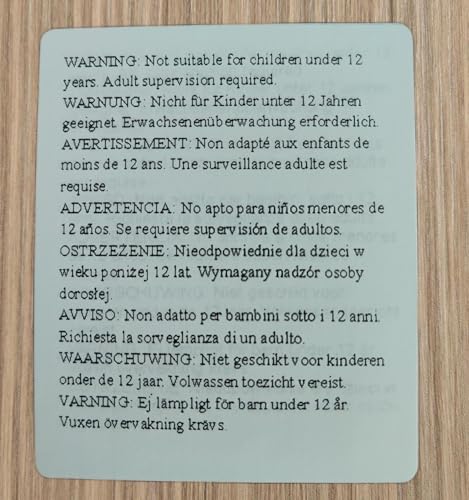 WARNING: Not suitable for children under 12
years. Adult supervision required.
WARNUNG: Nicht für Kinder unter 12 Jahren
geeignet. Erwachsenenüberwachung erforderlich.
AVERTISSEMENT: Non adapté aux enfants de
moins de 12 ans. Une surveillance adulte est
requise.
ADVERTENCIA: No apto para niños menores de
12 años. Se requiere supervisión de adultos.
OSTRZEŻENIE: Nieodpowiednie dla dzieci w
wieku poniżej 12 lat. Wymagany nadzór osoby
dorosłej.
AVVISO: Non adatto per bambini sotto i 12 anni.
Richiesta la sorveglianza di un adulto.
WAARSCHUWING: Niet geschikt voor kinderen
onder de 12 jaar. Volwassen toezicht vereist.
VARNING: Ej lämpligt för barn under 12 år.
Vuxen övervakning krävs.